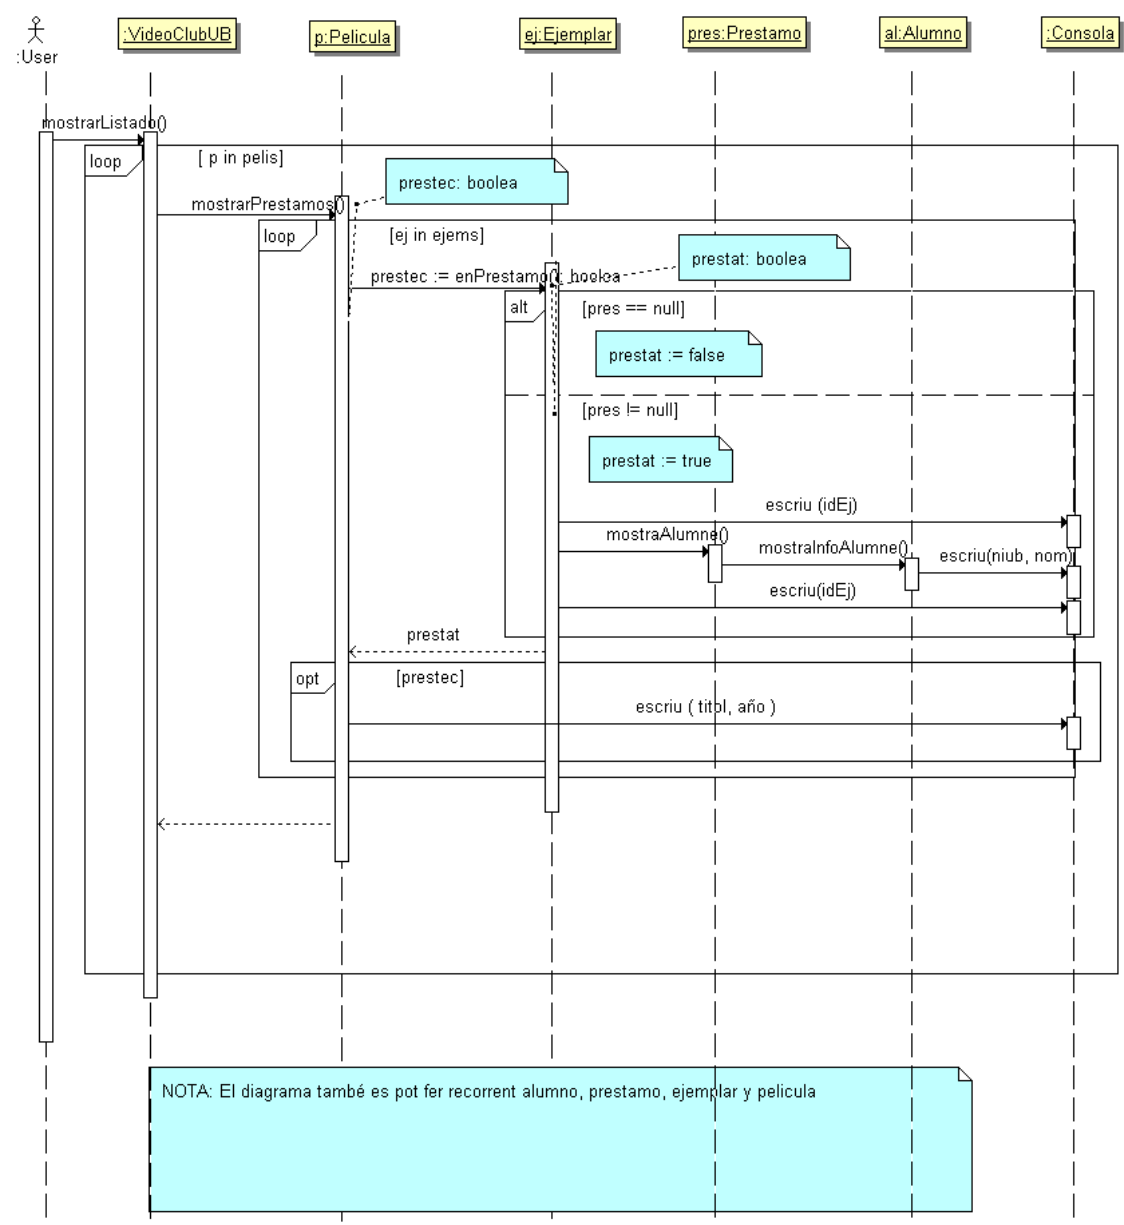 :User
:VideoClubUB
p:Pelicula
ej:Ejemplar
pres:Prestamo
al:Alumno
:Consola
mostrarListado()
loop
[ p in pelis]
prestec: boolea
mostrarPrestamos()
loop
[ej in ejems]
prestat: boolea
prestec := enPrestamo(): boolea
alt
[pres == null]
prestat := false
[pres != null]
prestat := true
escriu (idEj)
mostraAlumne()
mostraInfoAlumne()
escriu(niub, nom)
escriu(idEj)
prestat
opt
[prestec]
escriu ( titol, año )
NOTA: El diagrama també es pot fer recorrent alumno, prestamo, ejemplar y pelicula